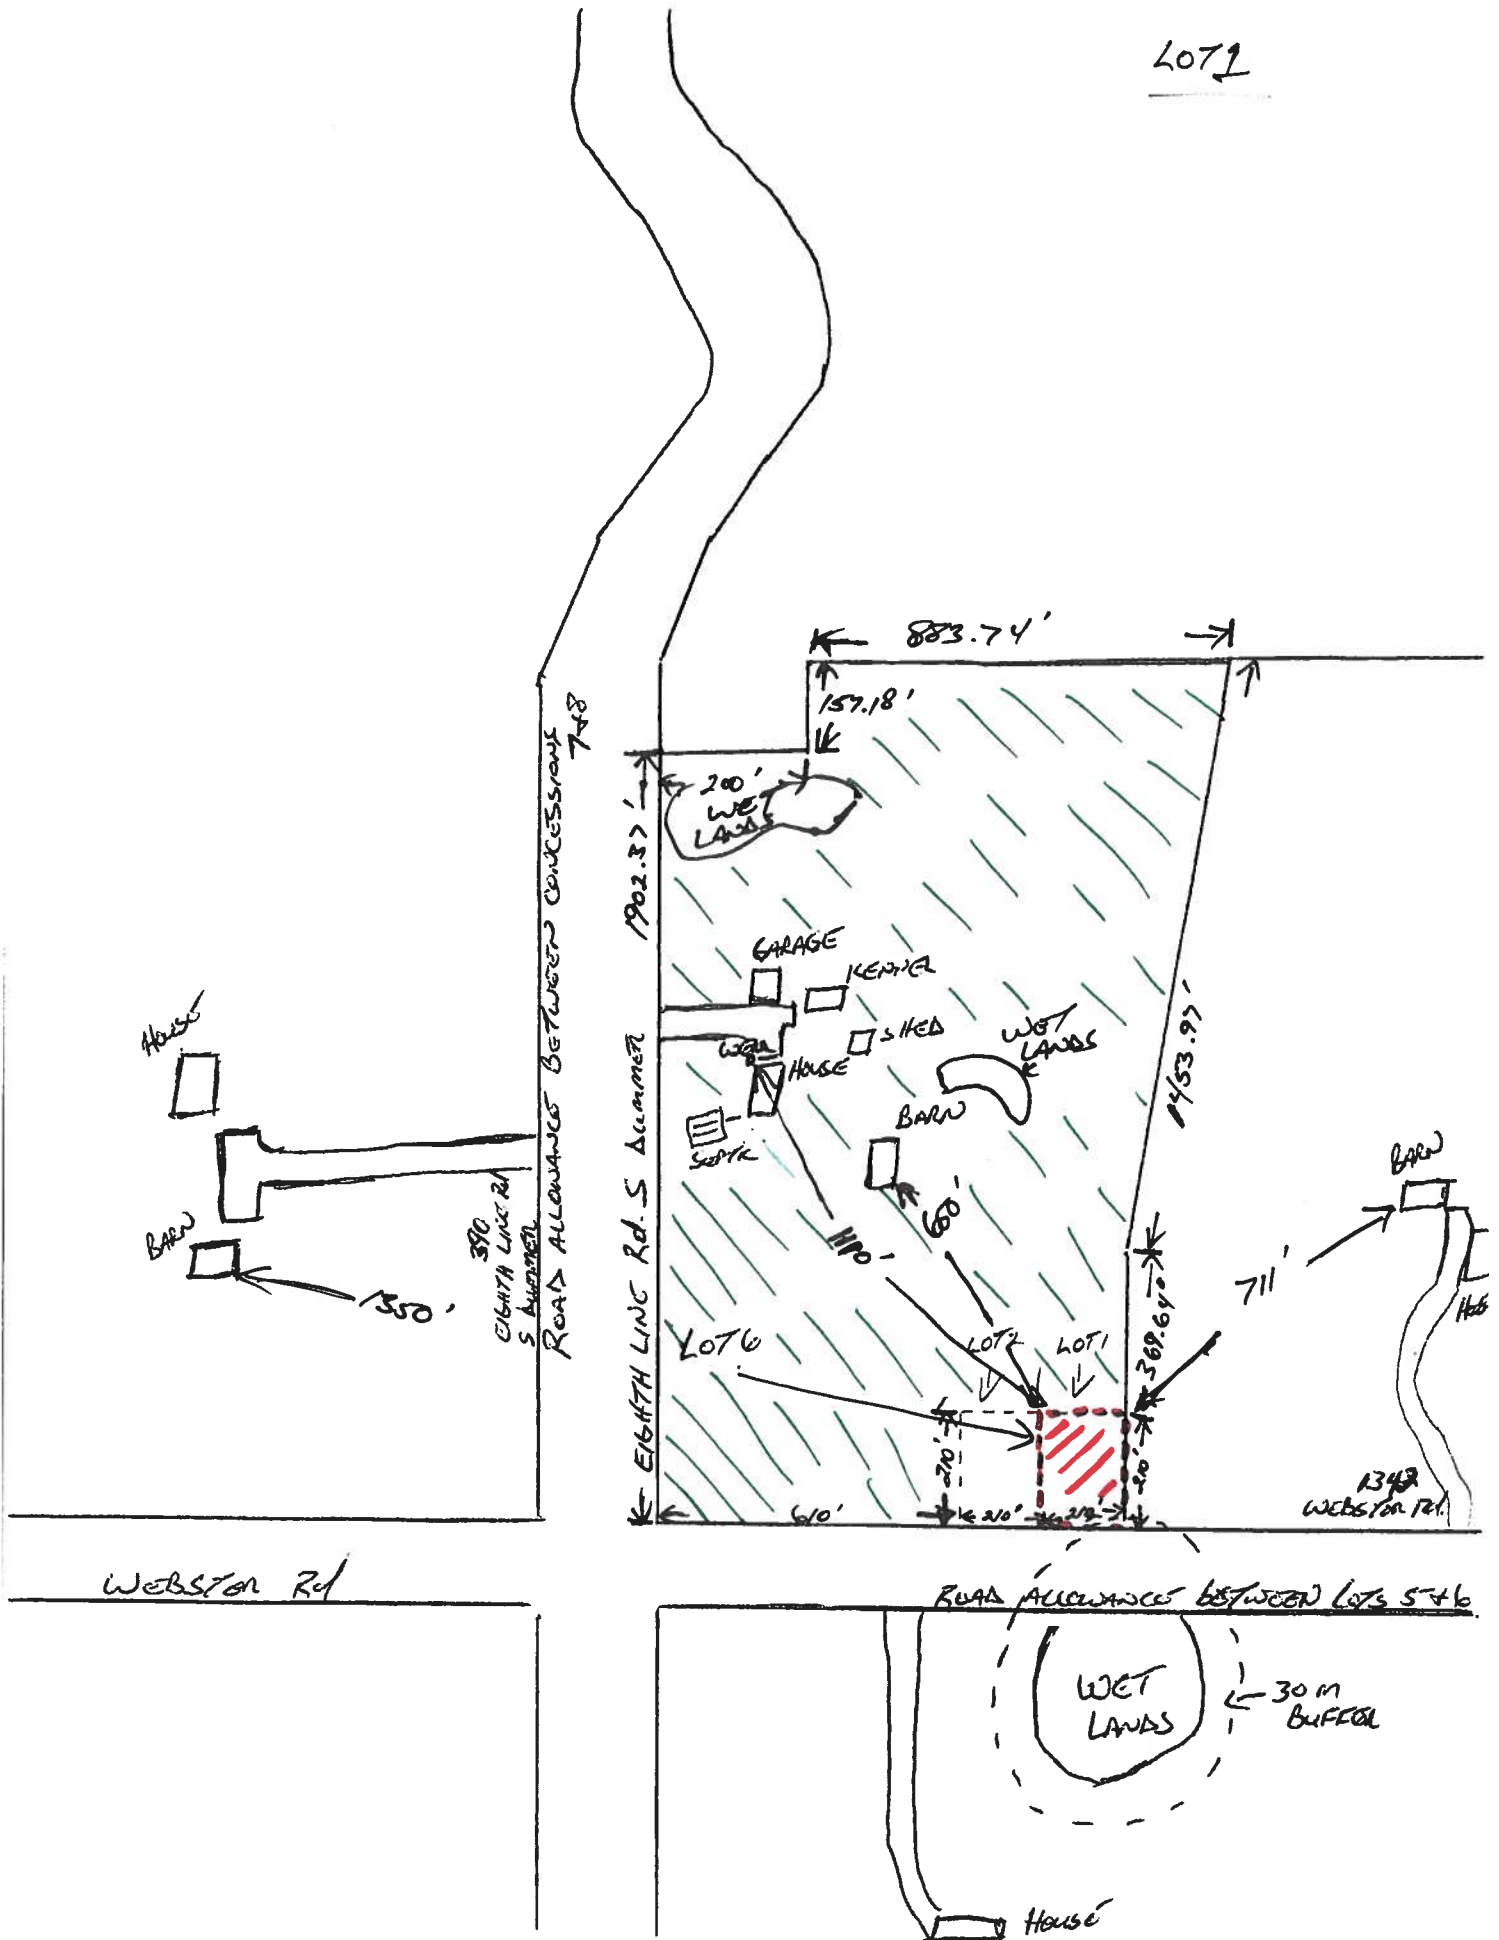 LOT 1
883.74'
157.18'
ROAD ALLOWANCE BETWEEN CONCESSIONS
7+8
200'
WET
LANDS
1902.37'
GARAGE
KENNEL
SHED
WELL
HOUSE
WET
LANDS
BARN
SEPTIC
1453.97'
HOUSE
BARN
1350'
390
EIGHTH LINE Rd
S DUMMER
EIGHTH LINE Rd. S DUMMER
660'
BARN
711'
369.640'
LOT 6
LOT 2
LOT 1
210'
210'
610'
210'
210'
1342
WEBSTER Rd.
WEBSTER Rd
ROAD ALLOWANCE BETWEEN LOTS 5+6
WET
LANDS
30 m
BUFFER
HOUSE